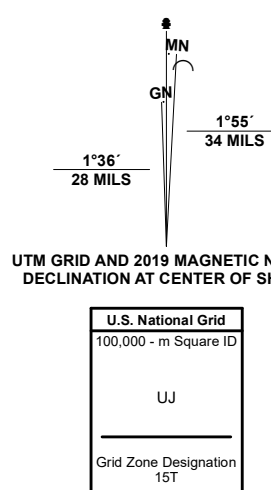 MN
GN
1°55´
34 MILS
1°36´
28 MILS
UTM GRID AND 2019 MAGNETIC
DECLINATION AT CENTER OF
U.S. National Grid
100,000 - m Square ID
UJ
Grid Zone Designation
15T